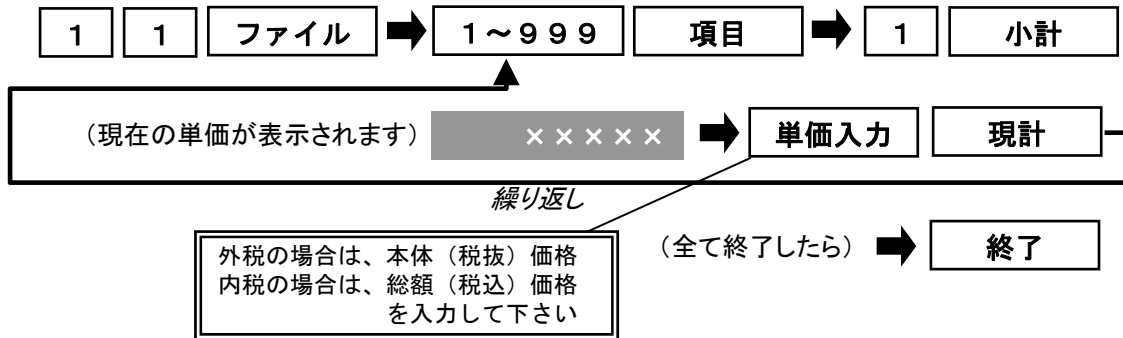 １ １ ファイル １～９９９ 項目 １ 小計
（現在の単価が表示されます） ××××× 単価入力 現計
繰り返し
外税の場合は、本体（税抜）価格
内税の場合は、総額（税込）価格
を入力して下さい
（全て終了したら） 終了